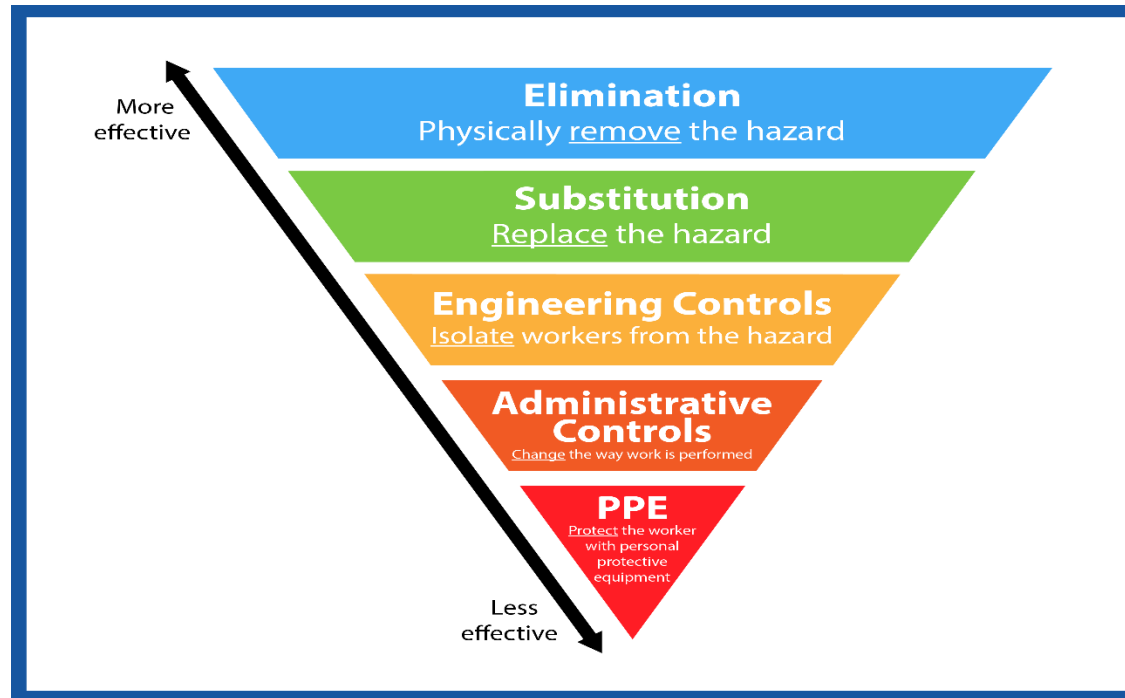 More
effective
Elimination
Physically remove the hazard
Substitution
Replace the hazard
Engineering Controls
Isolate workers from the hazard
Administrative
Controls
Change the way work is performed
PPE
Protect the worker
with personal
protective
equipment
Less
effective